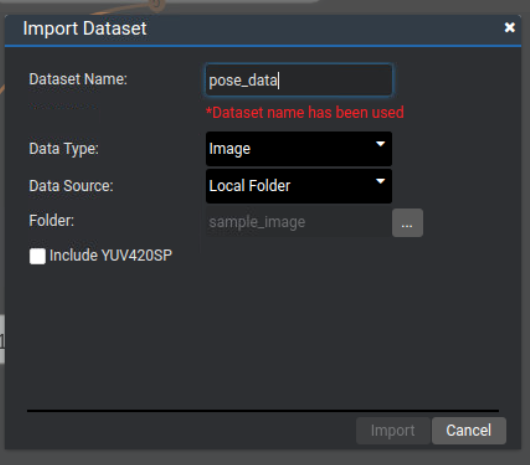 Import Dataset
Dataset Name: pose_data
*Dataset name has been used
Data Type: Image
Data Source: Local Folder
Folder: sample_image ...
Include YUV420SP
Import Cancel